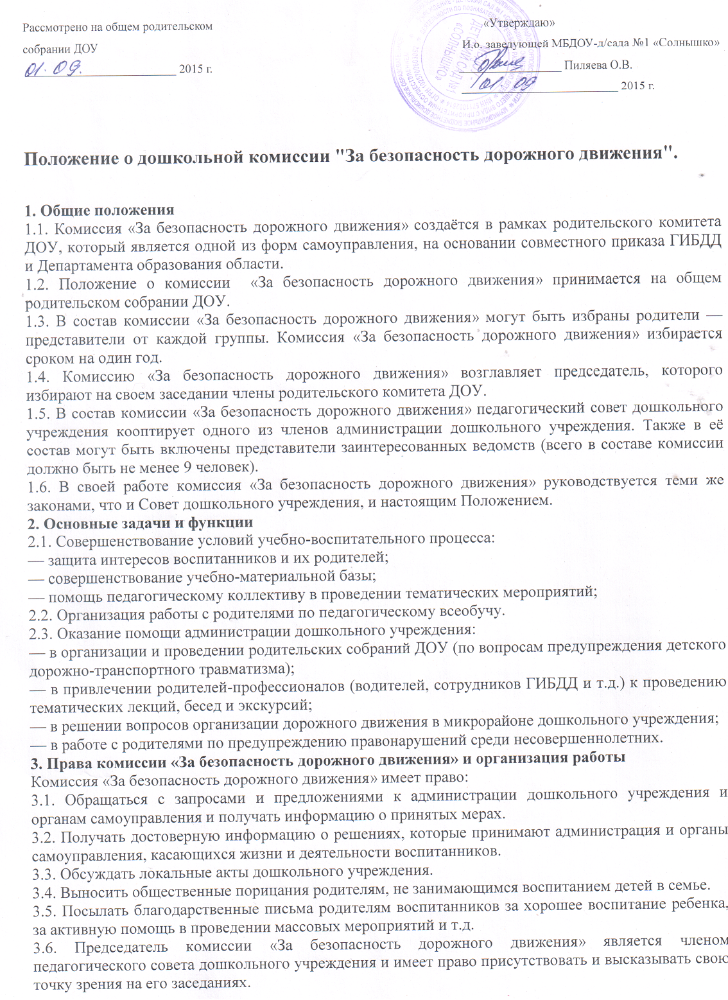 Рассмотрено на общем родительском
собрании ДОУ
01.09. 2015 г.
«Утверждаю»
И.о. заведующей МБДОУ-д/сада №1 «Солнышко»
Пиляева О.В.
01.09 2015 г.
ДЕТСКИЙ САД №1
«СОЛНЫШКО»
Положение о дошкольной комиссии "За безопасность дорожного движения".
1. Общие положения
1.1. Комиссия «За безопасность дорожного движения» создаётся в рамках родительского комитета
ДОУ, который является одной из форм самоуправления, на основании совместного приказа ГИБДД
и Департамента образования области.
1.2. Положение о комиссии «За безопасность дорожного движения» принимается на общем
родительском собрании ДОУ.
1.3. В состав комиссии «За безопасность дорожного движения» могут быть избраны родители —
представители от каждой группы. Комиссия «За безопасность дорожного движения» избирается
сроком на один год.
1.4. Комиссию «За безопасность дорожного движения» возглавляет председатель, которого
избирают на своем заседании члены родительского комитета ДОУ.
1.5. В состав комиссии «За безопасность дорожного движения» педагогический совет дошкольного
учреждения кооптирует одного из членов администрации дошкольного учреждения. Также в её
состав могут быть включены представители заинтересованных ведомств (всего в составе комиссии
должно быть не менее 9 человек).
1.6. В своей работе комиссия «За безопасность дорожного движения» руководствуется теми же
законами, что и Совет дошкольного учреждения, и настоящим Положением.
2. Основные задачи и функции
2.1. Совершенствование условий учебно-воспитательного процесса:
— защита интересов воспитанников и их родителей;
— совершенствование учебно-материальной базы;
— помощь педагогическому коллективу в проведении тематических мероприятий;
2.2. Организация работы с родителями по педагогическому всеобучу.
2.3. Оказание помощи администрации дошкольного учреждения:
— в организации и проведении родительских собраний ДОУ (по вопросам предупреждения детского
дорожно-транспортного травматизма);
— в привлечении родителей-профессионалов (водителей, сотрудников ГИБДД и т.д.) к проведению
тематических лекций, бесед и экскурсий;
— в решении вопросов организации дорожного движения в микрорайоне дошкольного учреждения;
— в работе с родителями по предупреждению правонарушений среди несовершеннолетних.
3. Права комиссии «За безопасность дорожного движения» и организация работы
Комиссия «За безопасность дорожного движения» имеет право:
3.1. Обращаться с запросами и предложениями к администрации дошкольного учреждения и
органам самоуправления и получать информацию о принятых мерах.
3.2. Получать достоверную информацию о решениях, которые принимают администрация и органы
самоуправления, касающихся жизни и деятельности воспитанников.
3.3. Обсуждать локальные акты дошкольного учреждения.
3.4. Выносить общественные порицания родителям, не занимающимся воспитанием детей в семье.
3.5. Посылать благодарственные письма родителям воспитанников за хорошее воспитание ребенка,
за активную помощь в проведении массовых мероприятий и т.д.
3.6. Председатель комиссии «За безопасность дорожного движения» является членом
педагогического совета дошкольного учреждения и имеет право присутствовать и высказывать свою
точку зрения на его заседаниях.